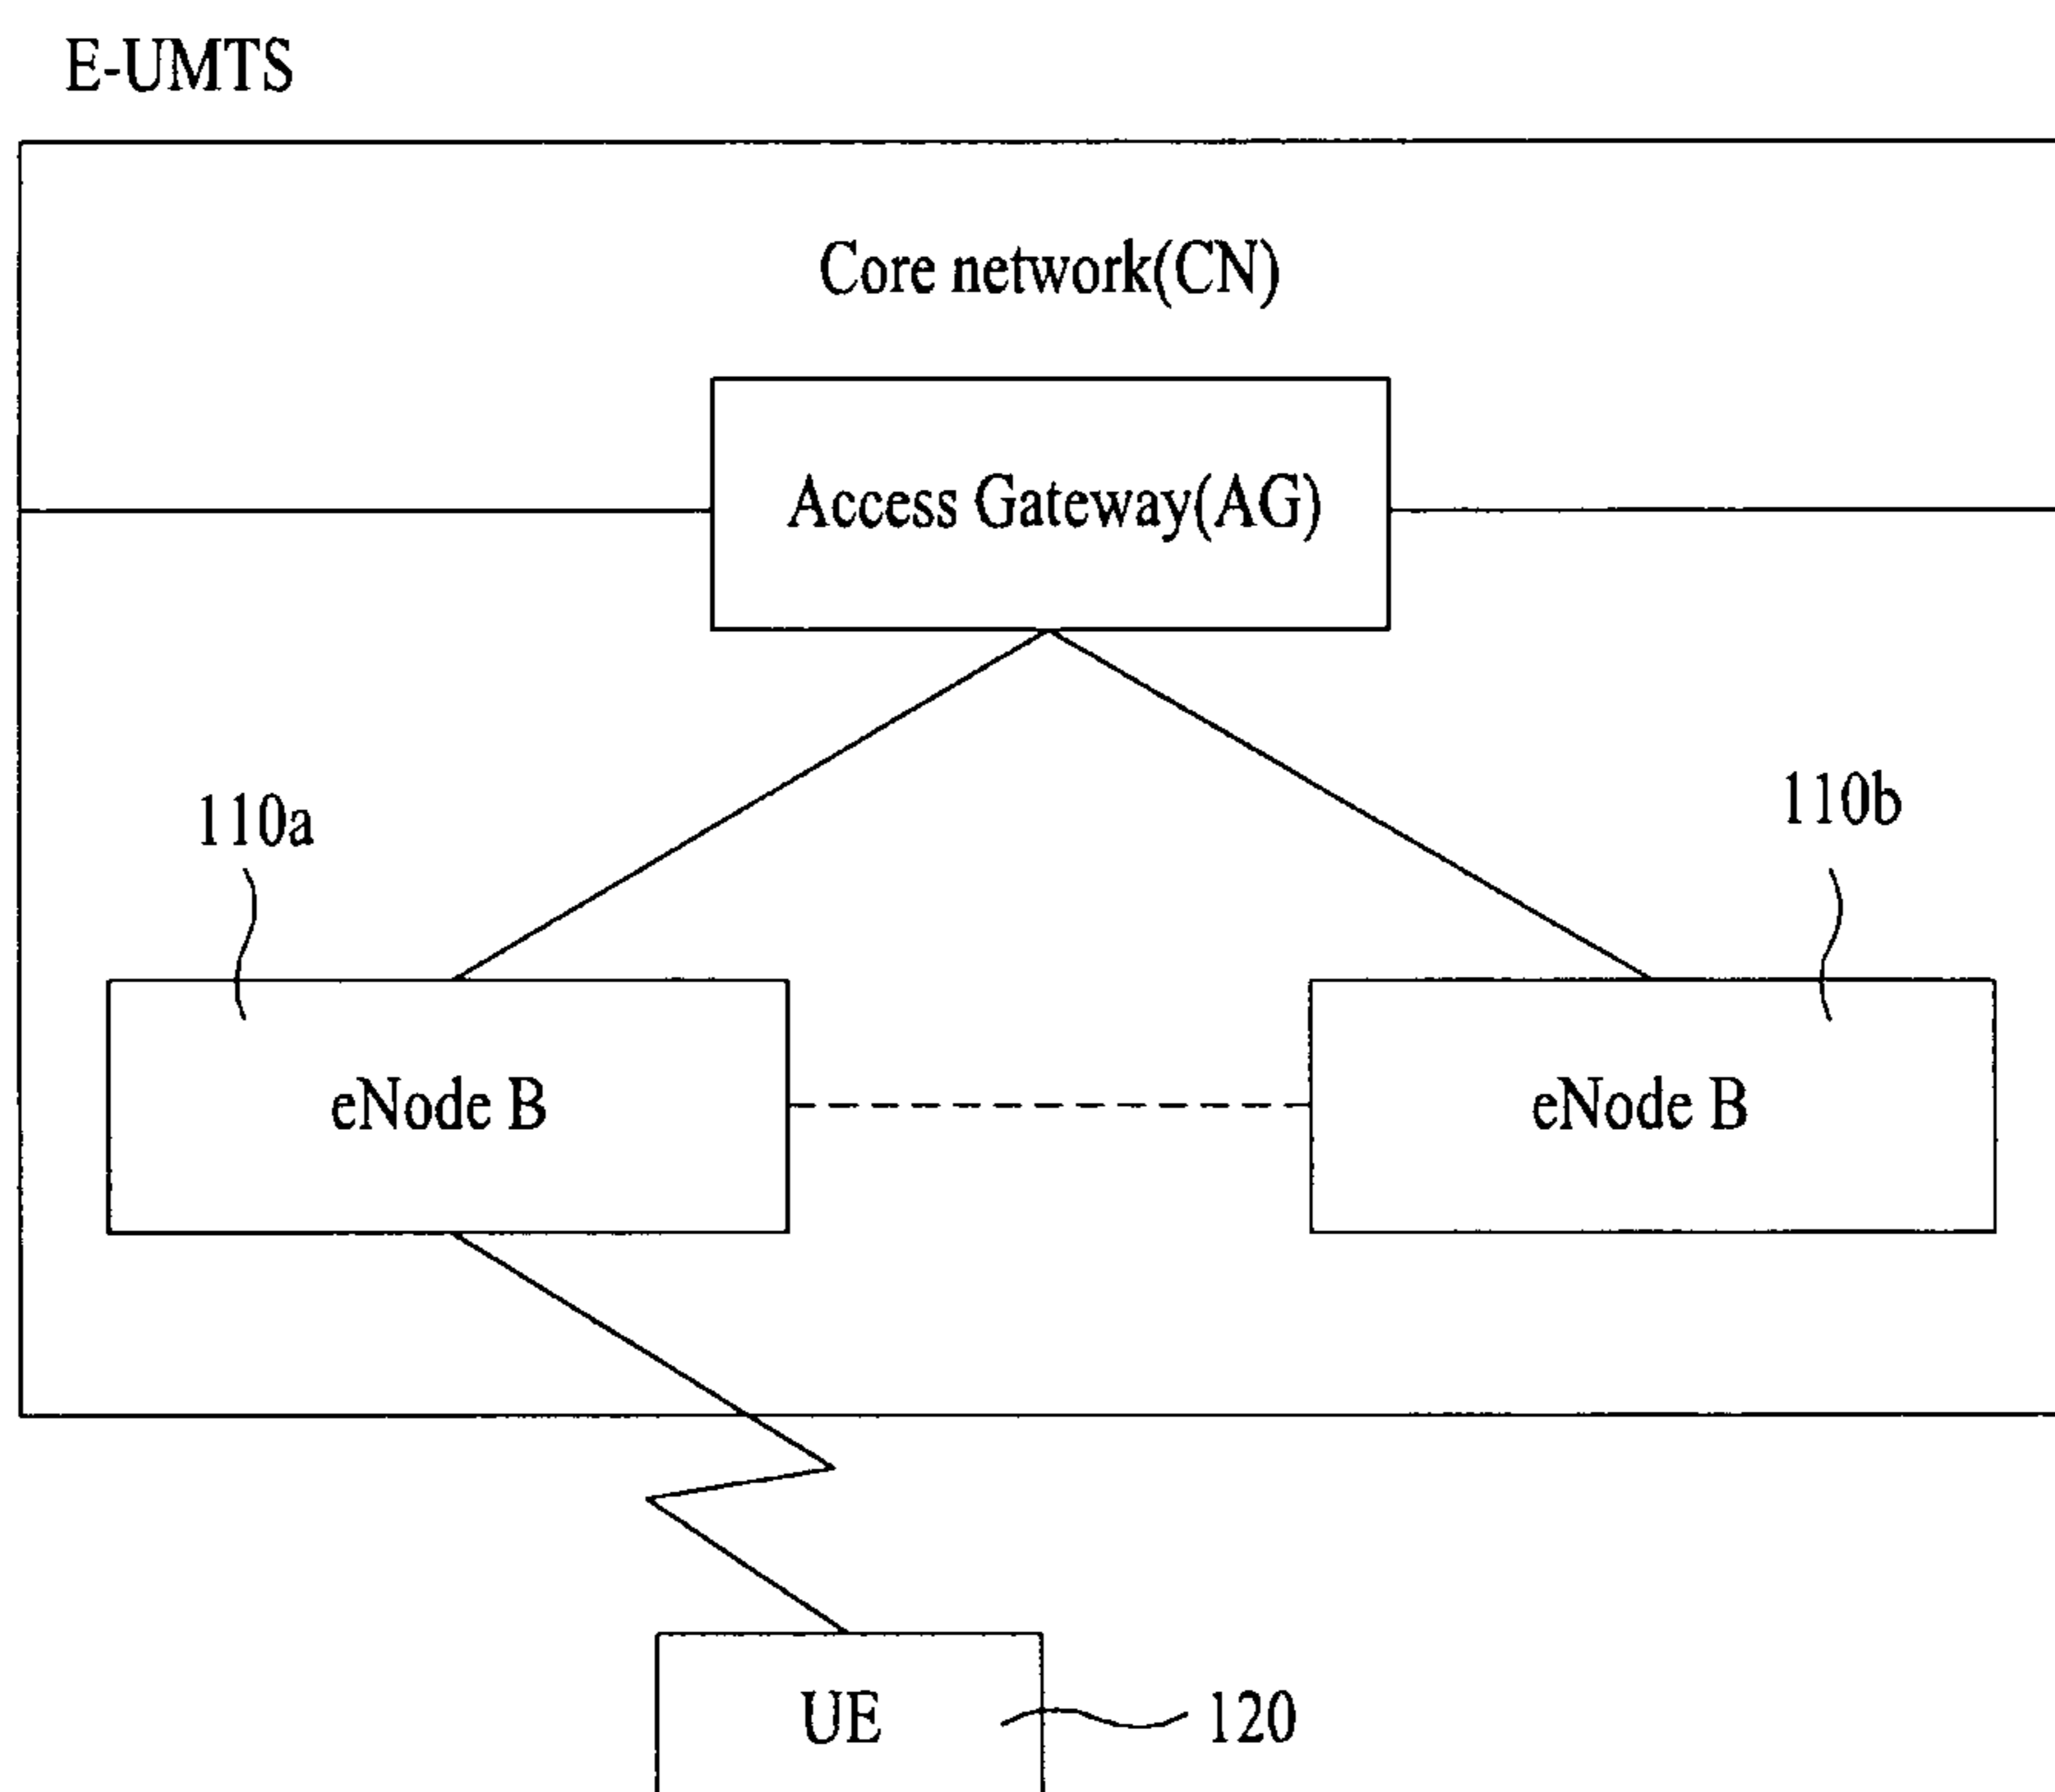 E-UMTS
Core network(CN)
Access Gateway(AG)
110a
110b
eNode B
eNode B
UE
120